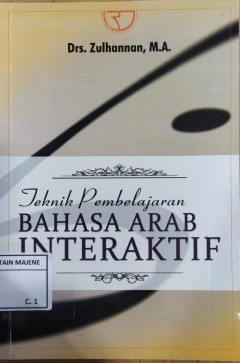 Drs. Zulhannan, M.A.
Teknik Pembelajaran
BAHASA ARAB
INTERAKTIF
TAIN MAJENE
C. 1